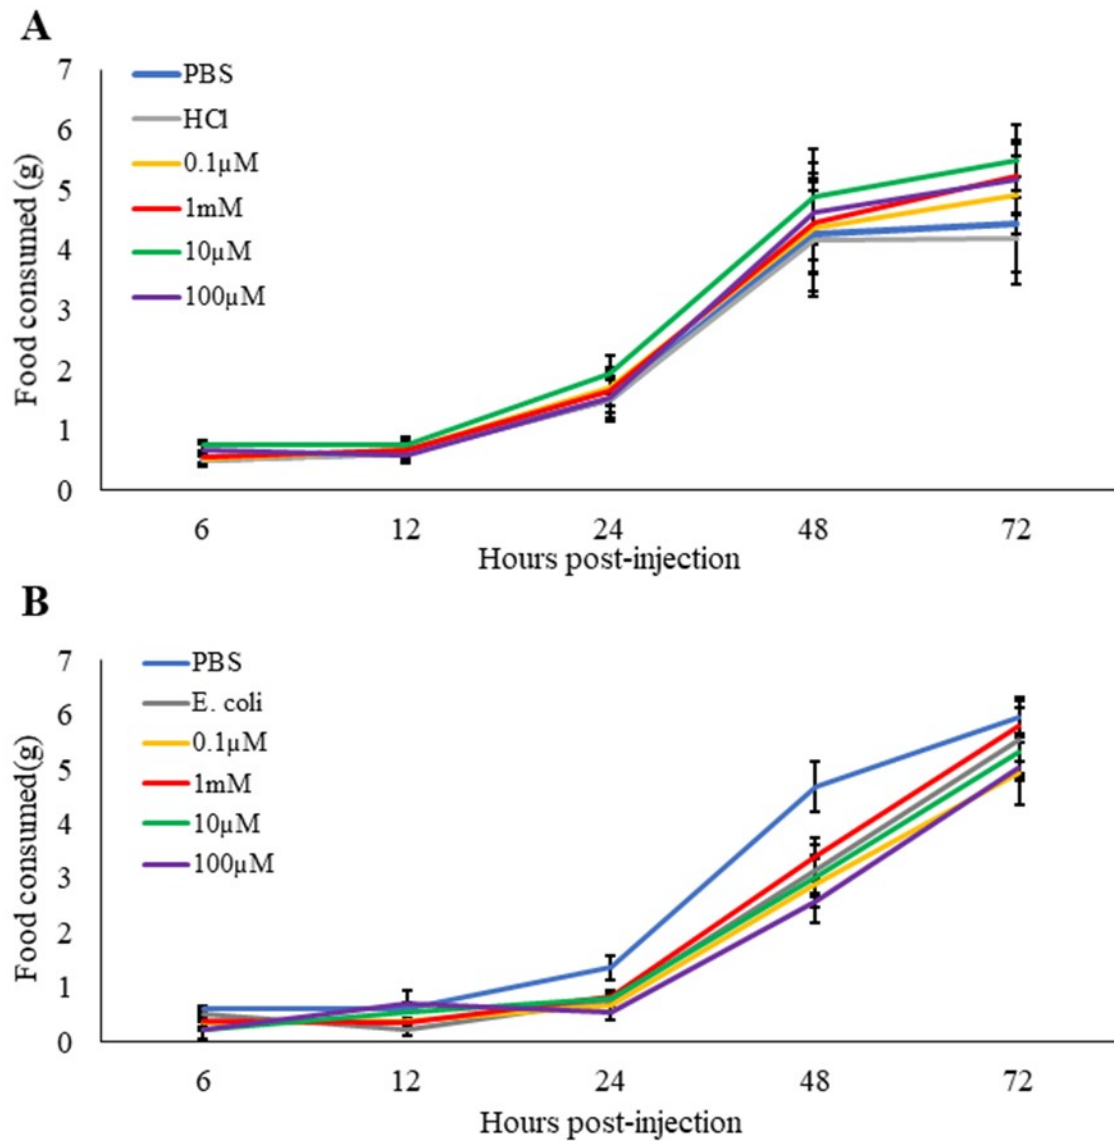 A
7
6
5
4
3
2
1
0
Food consumed (g)
PBS
HCl
0.1µM
1mM
10µM
100µM
6 12 24 48 72
Hours post-injection
B
7
6
5
4
3
2
1
0
Food consumed(g)
PBS
E. coli
0.1µM
1mM
10µM
100µM
6 12 24 48 72
Hours post-injection